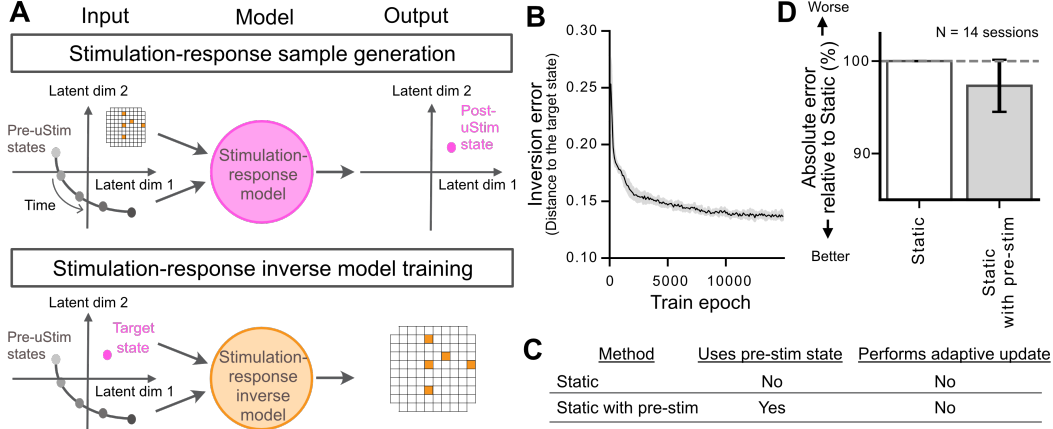 A
Input
Model
Output
Stimulation-response sample generation
Latent dim 2
Pre-uStim
states
Latent dim 1
Time
Stimulation-
response
model
Latent dim 2
Post-
uStim
state
Latent dim 1
Stimulation-response inverse model training
Latent dim 2
Pre-uStim
states
Target
state
Latent dim 1
Stimulation-
response
inverse
model
B
Inversion error
(Distance to the target state)
0.30
0.25
0.20
0.15
0.10
0
5000
10000
Train epoch
D
Worse
Absolute error
relative to Static (%)
Better
N = 14 sessions
100
90
Static
Static
with pre-stim
C
Method Uses pre-stim state Performs adaptive update
Static No No
Static with pre-stim Yes No